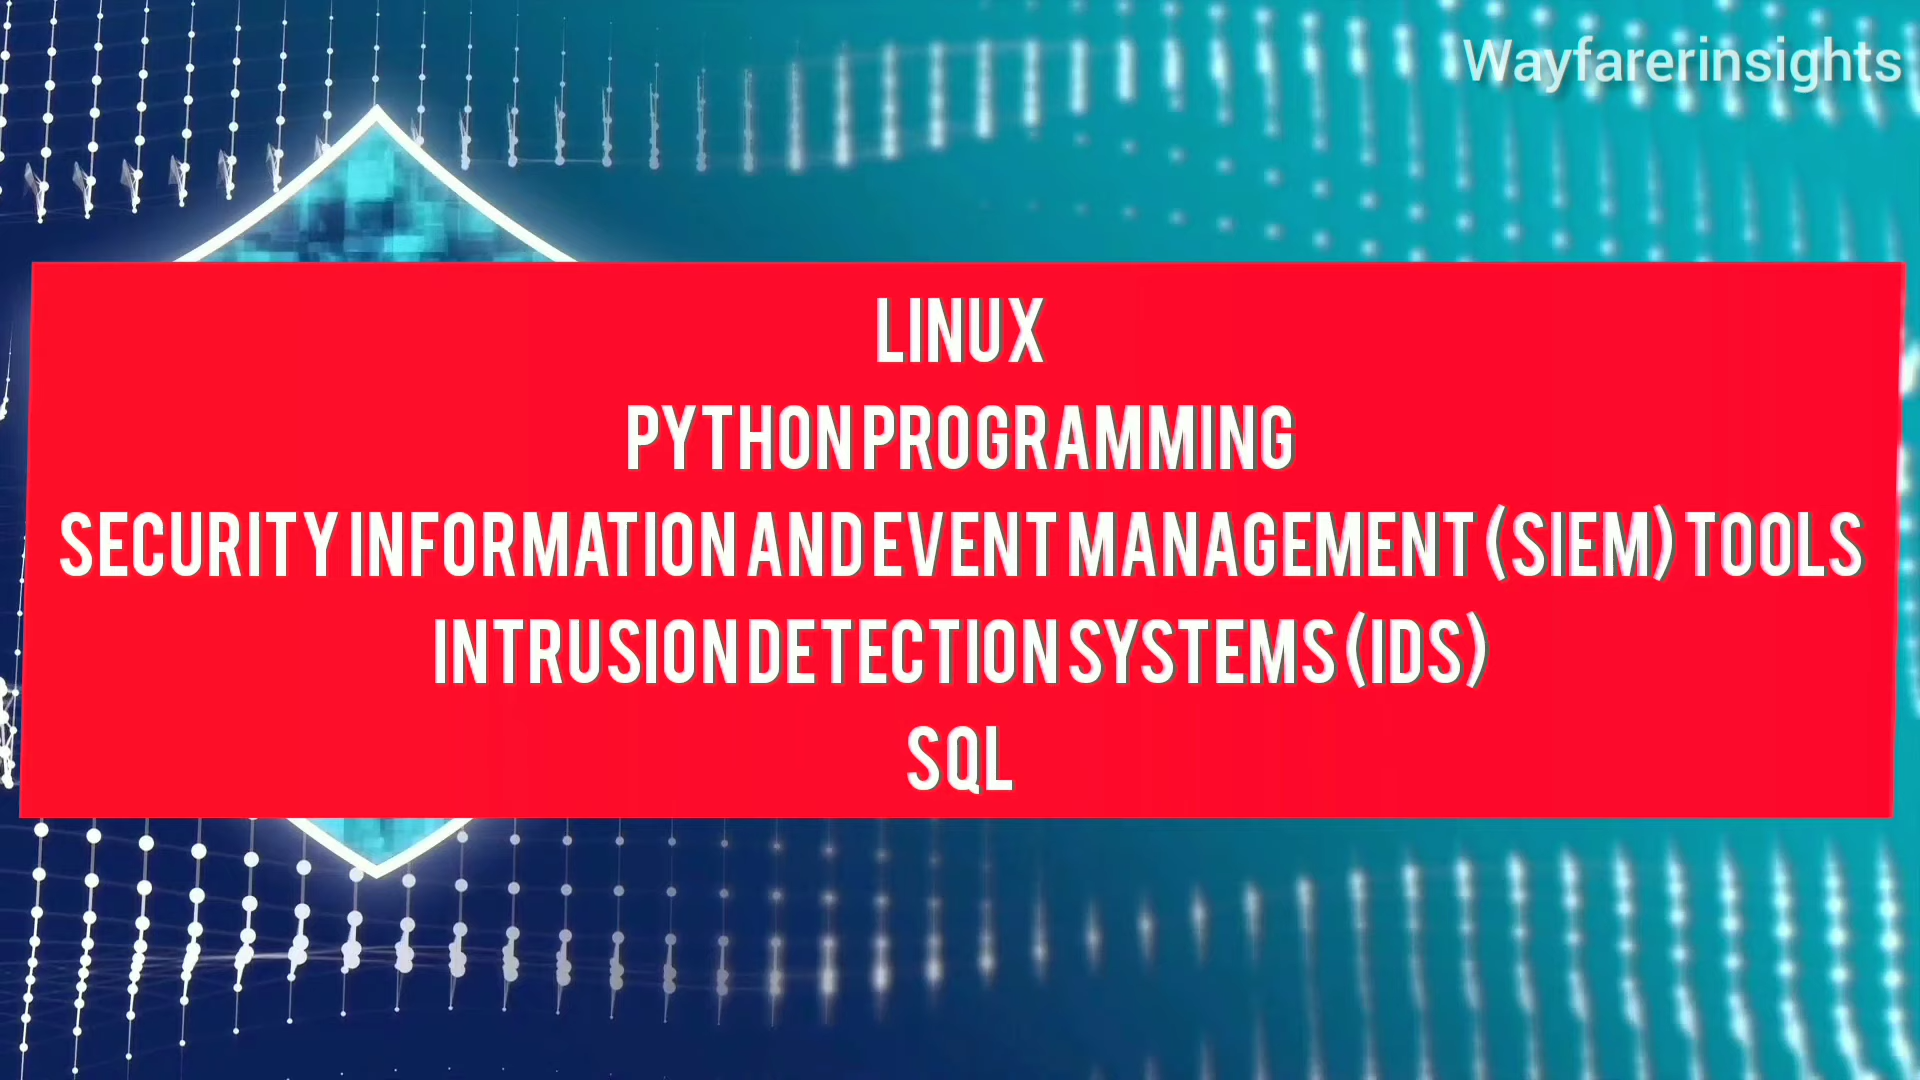 Wayfarerinsights
LINUX
PYTHON PROGRAMMING
SECURITY INFORMATION AND EVENT MANAGEMENT (SIEM) TOOLS
INTRUSION DETECTION SYSTEMS (IDS)
SQL